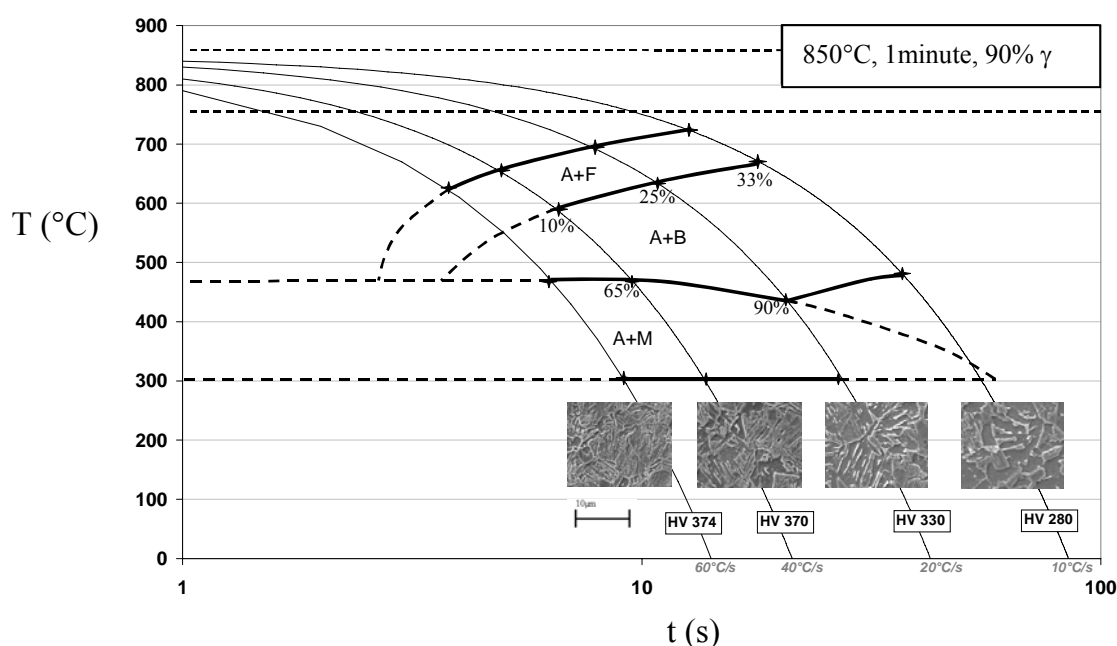 900
850°C, 1minute, 90% γ
800
700
A+F
33%
600
25%
10%
T (°C)
A+B
500
65%
90%
400
A+M
300
200
10µm
100
HV 374
HV 370
HV 330
HV 280
0
60°C/s
40°C/s
20°C/s
10°C/s
1
10
100
t (s)